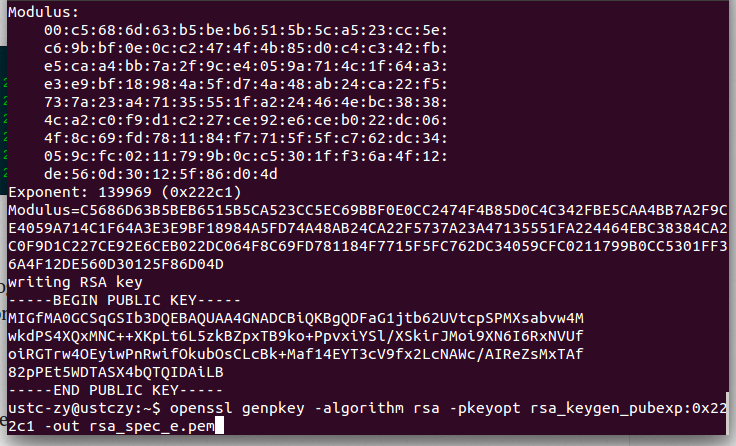 Modulus:
00:c5:68:6d:63:b5:be:b6:51:5b:5c:a5:23:cc:5e:
c6:9b:bf:0e:0c:c2:47:4f:4b:85:d0:c4:c3:42:fb:
e5:ca:a4:bb:7a:2f:9c:e4:05:9a:71:4c:1f:64:a3:
e3:e9:bf:18:98:4a:5f:d7:4a:48:ab:24:ca:22:f5:
73:7a:23:a4:71:35:55:1f:a2:24:46:4e:bc:38:38:
4c:a2:c0:f9:d1:c2:27:ce:92:e6:ce:b0:22:dc:06:
4f:8c:69:fd:78:11:84:f7:71:5f:5f:c7:62:dc:34:
05:9c:fc:02:11:79:9b:0c:c5:30:1f:f3:6a:4f:12:
de:56:0d:30:12:5f:86:d0:4d
Exponent: 139969 (0x222c1)
Modulus=C5686D63B5BEB6515B5CA523CC5EC69BBF0E0CC2474F4B85D0C4C342FBE5CAA4BB7A2F9C
E4059A714C1F64A3E3E9BF18984A5FD74A48AB24CA22F5737A23A47135551FA224464EBC38384CA2
C0F9D1C227CE92E6CEB022DC064F8C69FD781184F7715F5FC762DC34059CFC0211799B0CC5301FF3
6A4F12DE560D30125F86D04D
writing RSA key
-----BEGIN PUBLIC KEY-----
MIGfMA0GCSqGSIb3DQEBAQUAA4GNADCBiQKBgQDFaG1jtb62UVtcpSPMXsabvw4M
wkdPS4XQxMNC++XKpLt6L5zkBZpxTB9ko+PpvxiYSl/XSkirJMoi9XN6I6RxNVUf
oiRGTrw4OEyiwPnRwifOkubOsCLcBk+Maf14EYT3cV9fx2LcNAWc/AIReZsMxTAf
82pPEt5WDTASX4bQTQIDAiLB
-----END PUBLIC KEY-----
ustc-zy@ustczy:~$ openssl genpkey -algorithm rsa -pkeyopt rsa_keygen_pubexp:0x22
2c1 -out rsa_spec_e.pem